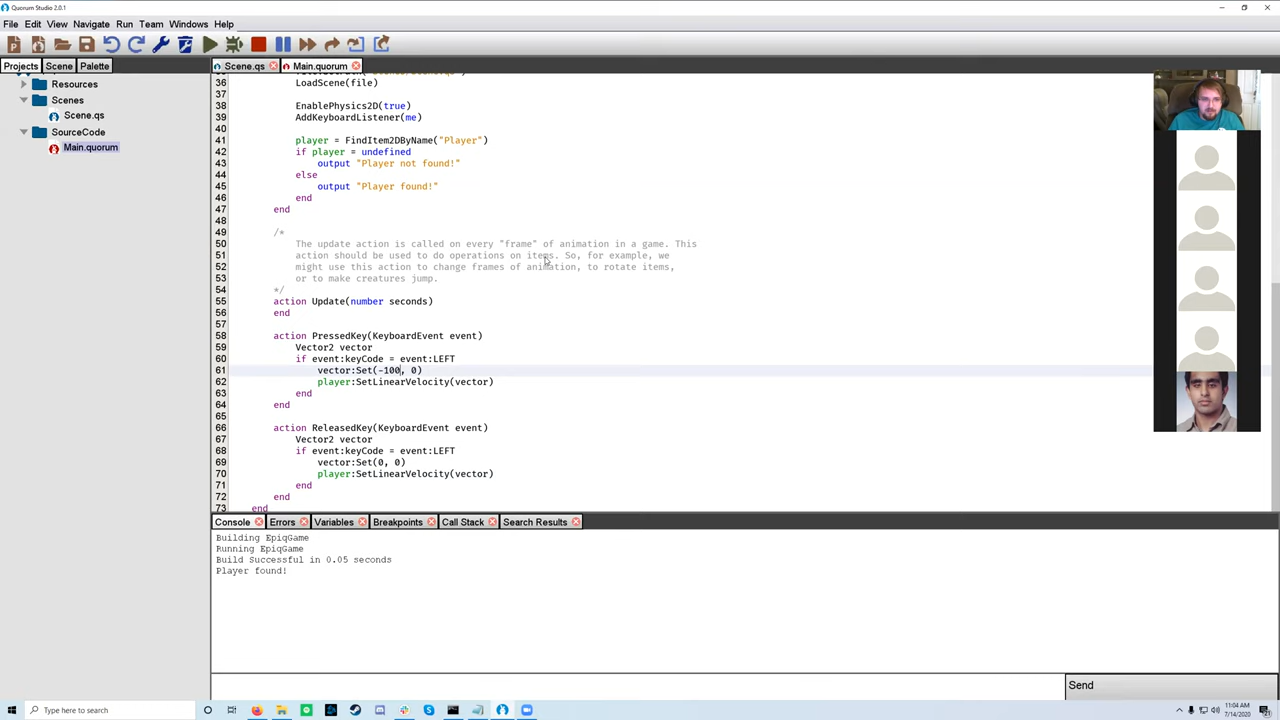 Quorum Studio 2.0.1
File Edit View Navigate Run Team Windows Help
Projects Scene Palette
Scene.qs Main.quorum
Resources
Scenes
Scene.qs
SourceCode
Main.quorum
36 LoadScene(file)
37
38 EnablePhysics2D(true)
39 AddKeyboardListener(me)
40
41 player = FindItem2DByName("Player")
42 if player = undefined
43 output "Player not found!"
44 else
45 output "Player found!"
46 end
47 end
48
49 /*
50 The update action is called on every "frame" of animation in a game. This
51 action should be used to do operations on items. So, for example, we
52 might use this action to change frames of animation, to rotate items,
53 or to make creatures jump.
54 */
55 action Update(number seconds)
56 end
57
58 action PressedKey(KeyboardEvent event)
59 Vector2 vector
60 if event:keyCode = event:LEFT
61 vector:Set(-100, 0)
62 player:SetLinearVelocity(vector)
63 end
64 end
65
66 action ReleasedKey(KeyboardEvent event)
67 Vector2 vector
68 if event:keyCode = event:LEFT
69 vector:Set(0, 0)
70 player:SetLinearVelocity(vector)
71 end
72 end
73 end
Console Errors Variables Breakpoints Call Stack Search Results
Building EpiqGame
Running EpiqGame
Build Successful in 0.05 seconds
Player found!
Send
Type here to search
11:04 AM
7/14/2020